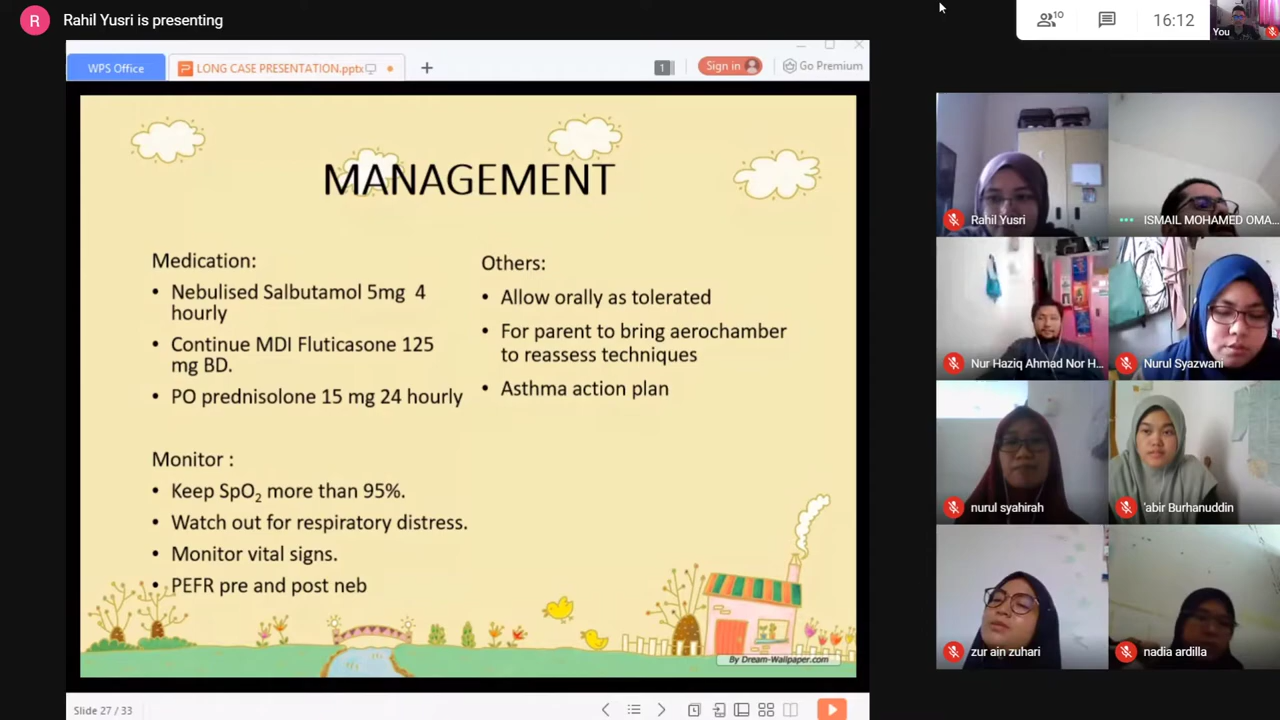 R
Rahil Yusri is presenting
10
16:12
You
WPS Office
LONG CASE PRESENTATION.pptx
+
1
Sign in
Go Premium
MANAGEMENT
Medication:
• Nebulised Salbutamol 5mg 4
hourly
• Continue MDI Fluticasone 125
mg BD.
• PO prednisolone 15 mg 24 hourly
Monitor :
• Keep SpO₂ more than 95%.
• Watch out for respiratory distress.
• Monitor vital signs.
• PEFR pre and post neb
Others:
• Allow orally as tolerated
• For parent to bring aerochamber
to reassess techniques
• Asthma action plan
By Dream-Wallpaper.com
Slide 27 / 33
Rahil Yusri
ISMAIL MOHAMED OMA...
Nur Haziq Ahmad Nor H...
Nurul Syazwani
nurul syahirah
'abir Burhanuddin
zur ain zuhari
nadia ardilla